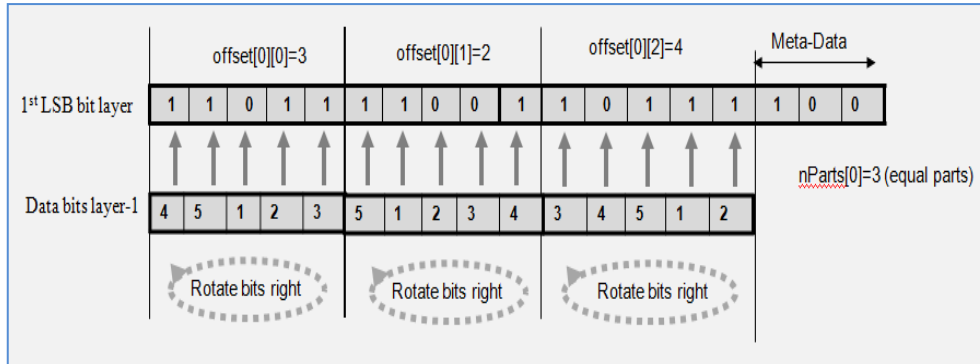 offset[0][0]=3 offset[0][1]=2 offset[0][2]=4 Meta-Data
1st LSB bit layer 1 1 0 1 1 1 1 0 0 1 1 0 1 1 1 1 0 0
nParts[0]=3 (equal parts)
Data bits layer-1 4 5 1 2 3 5 1 2 3 4 3 4 5 1 2
Rotate bits right Rotate bits right Rotate bits right